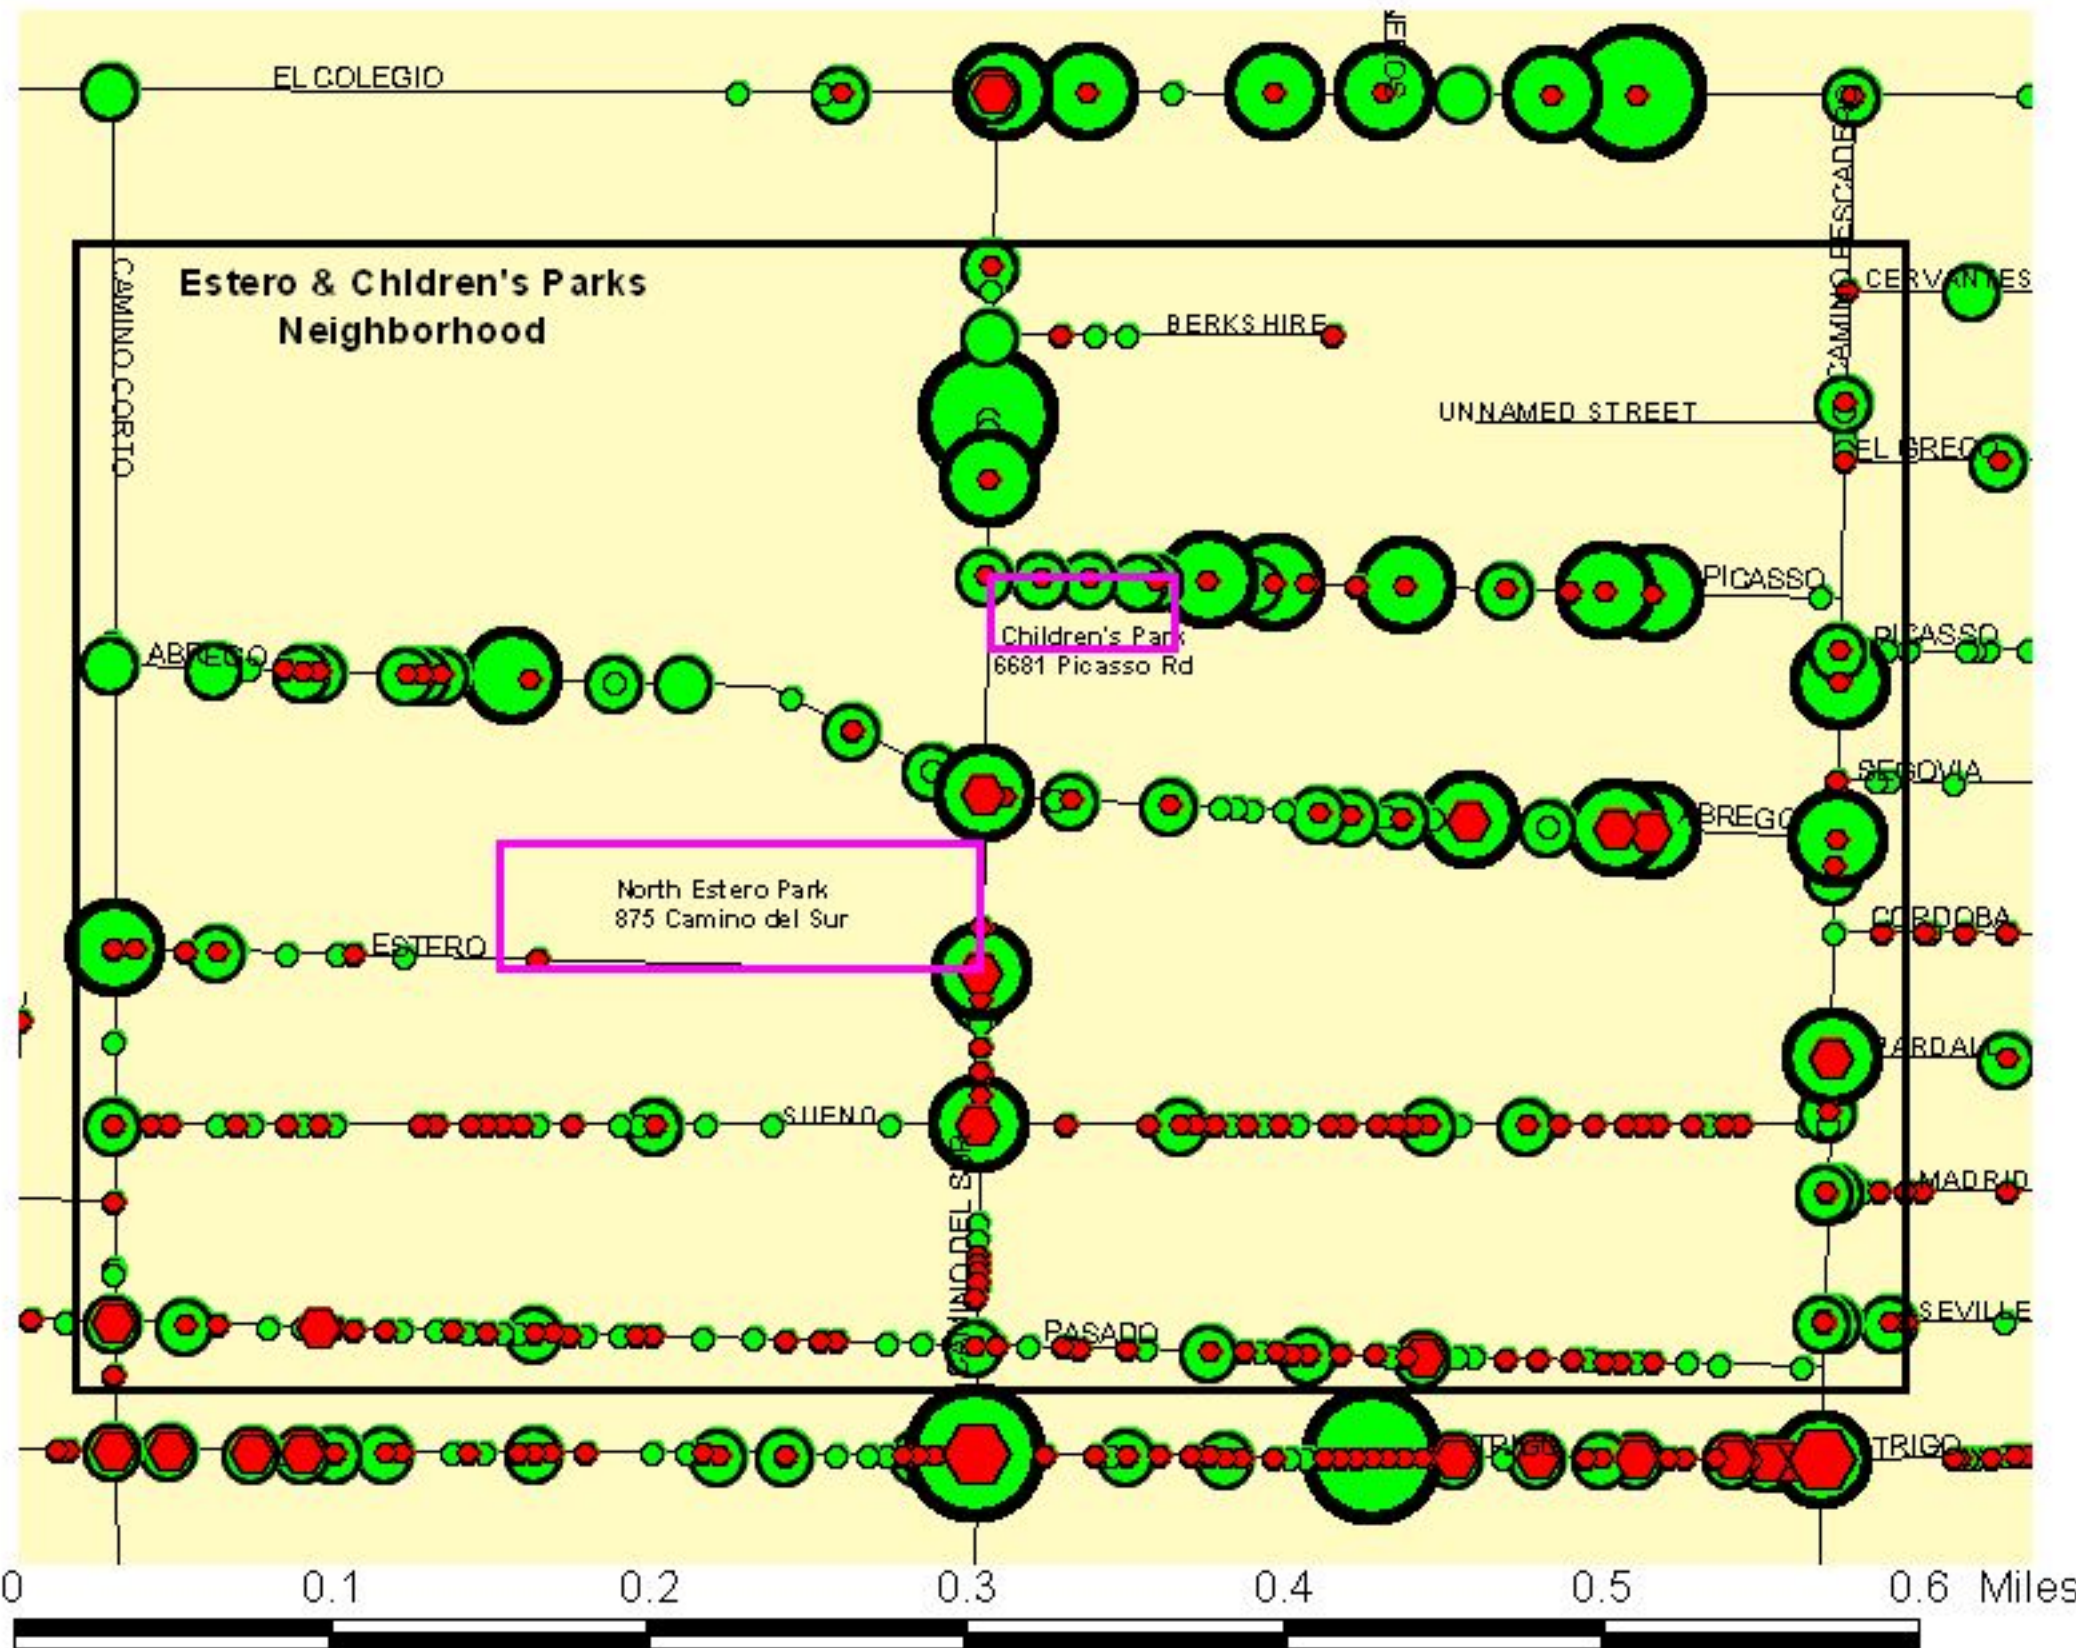 EL COLEGIO
CAMINO CORTO
Estero & Chldren's Parks
Neighborhood
CERVANTES
BERKSHIRE
UNNAMED STREET
PICASSO
ABREGO
Children's Park
6681 Picasso Rd
PICASSO
SEGOVIA
North Estero Park
875 Camino del Sur
CORDOBA
ESTERO
SUENO
CAMINO DEL SUR
MADRID
SEVILLE
PASADO
TRIGO
TRIGO
0 0.1 0.2 0.3 0.4 0.5 0.6 Miles